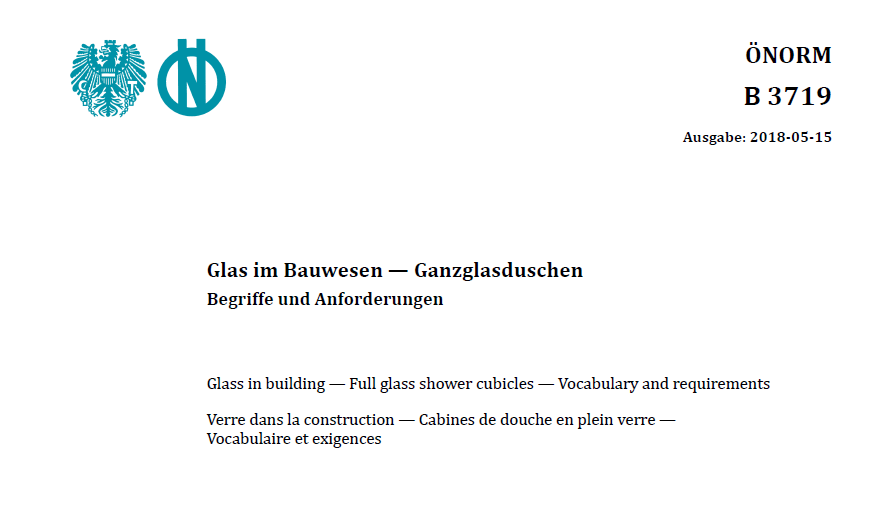 ÖNORM
B 3719
Ausgabe: 2018-05-15
Glas im Bauwesen — Ganzglasduschen
Begriffe und Anforderungen
Glass in building — Full glass shower cubicles — Vocabulary and requirements
Verre dans la construction — Cabines de douche en plein verre —
Vocabulaire et exigences